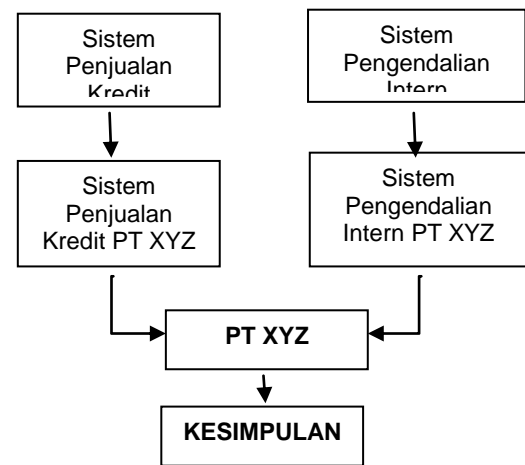 Sistem
Penjualan
Kredit
Sistem
Pengendalian
Intern
Sistem
Penjualan
Kredit PT XYZ
Sistem
Pengendalian
Intern PT XYZ
PT XYZ
KESIMPULAN